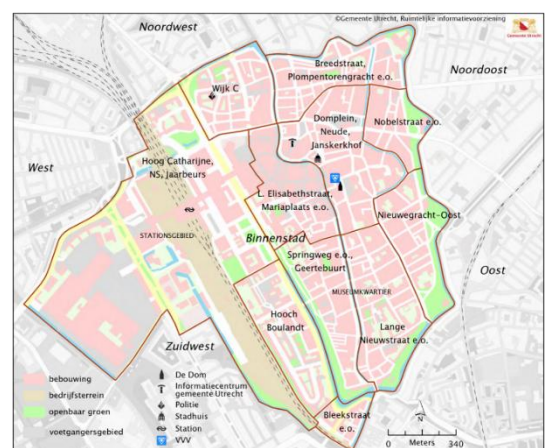 ©Gemeente Utrecht, Ruimtelijke informatievoorziening
Gemeente Utrecht
Noordwest
Breedstraat,
Plompentorengracht e.o.
Noordoost
Wijk C
Domplein,
Neude,
Janskerkhof
Nobelstraat e.o.
West
Hoog Catharijne,
NS, Jaarbeurs
L. Elisabethstraat,
Mariaplaats e.o.
Nieuwegracht-Oost
STATIONSGEBIED
Binnenstad
Springweg e.o.,
Geertebuurt
Oost
MUSEUMKWARTIER
Hooch
Boulandt
Lange
Nieuwstraat e.o.
Zuidwest
Bleekstraat
e.o.
bebouwing
bedrijfsterrein
openbaar groen
voetgangersgebied
De Dom
Informatiecentrum
gemeente Utrecht
Politie
Stadhuis
Station
VVV
0 Meters 340